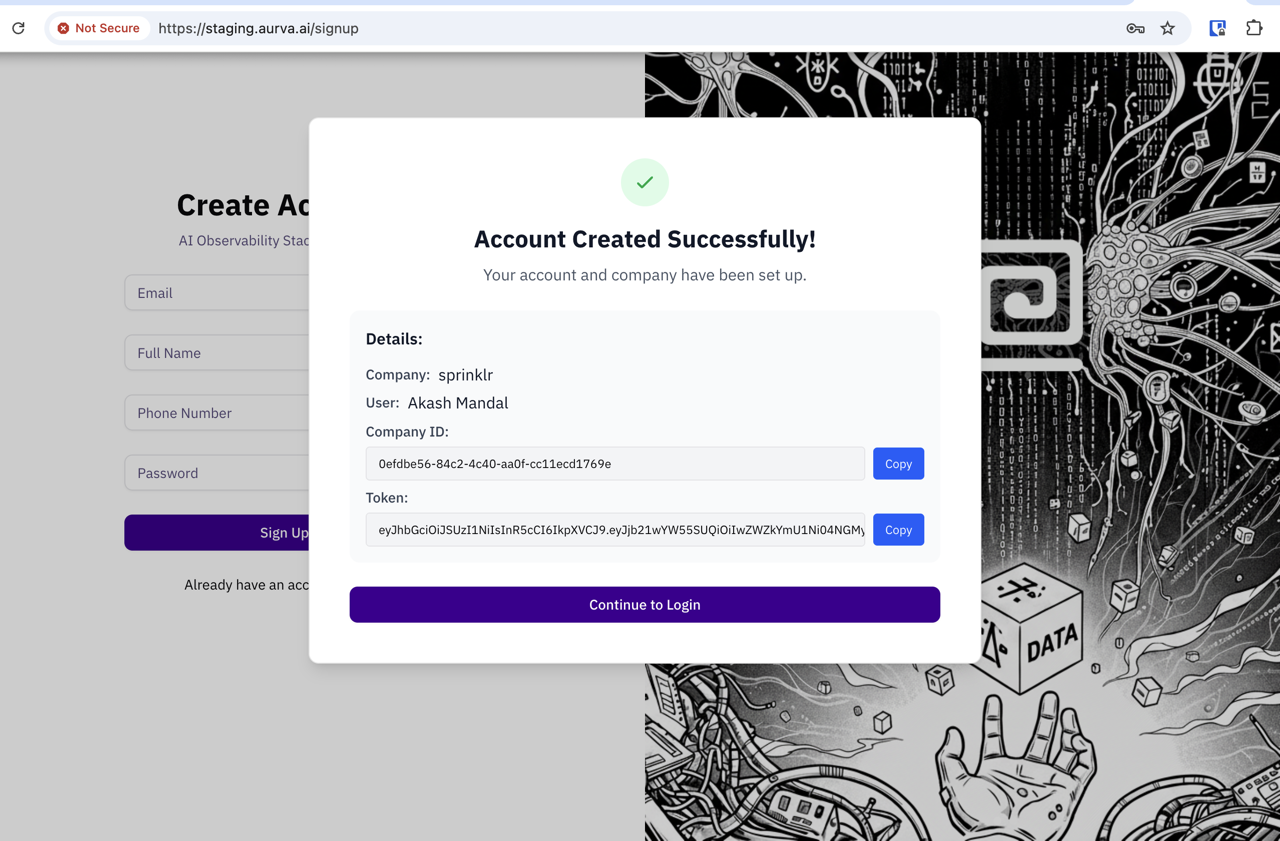 Not Secure https://staging.aurva.ai/signup
Create Ac
AI Observability Stac
Email
Full Name
Phone Number
Password
Sign Up
Already have an acc
Account Created Successfully!
Your account and company have been set up.
Details:
Company: sprinklr
User: Akash Mandal
Company ID:
0efdbe56-84c2-4c40-aa0f-cc11ecd1769e Copy
Token:
eyJhbGciOiJSUzI1NiIsInR5cCI6IkpXVCJ9.eyJjb21wYW55SUQiOiIwZWZkYmU1Ni04NGMy Copy
Continue to Login
DATA